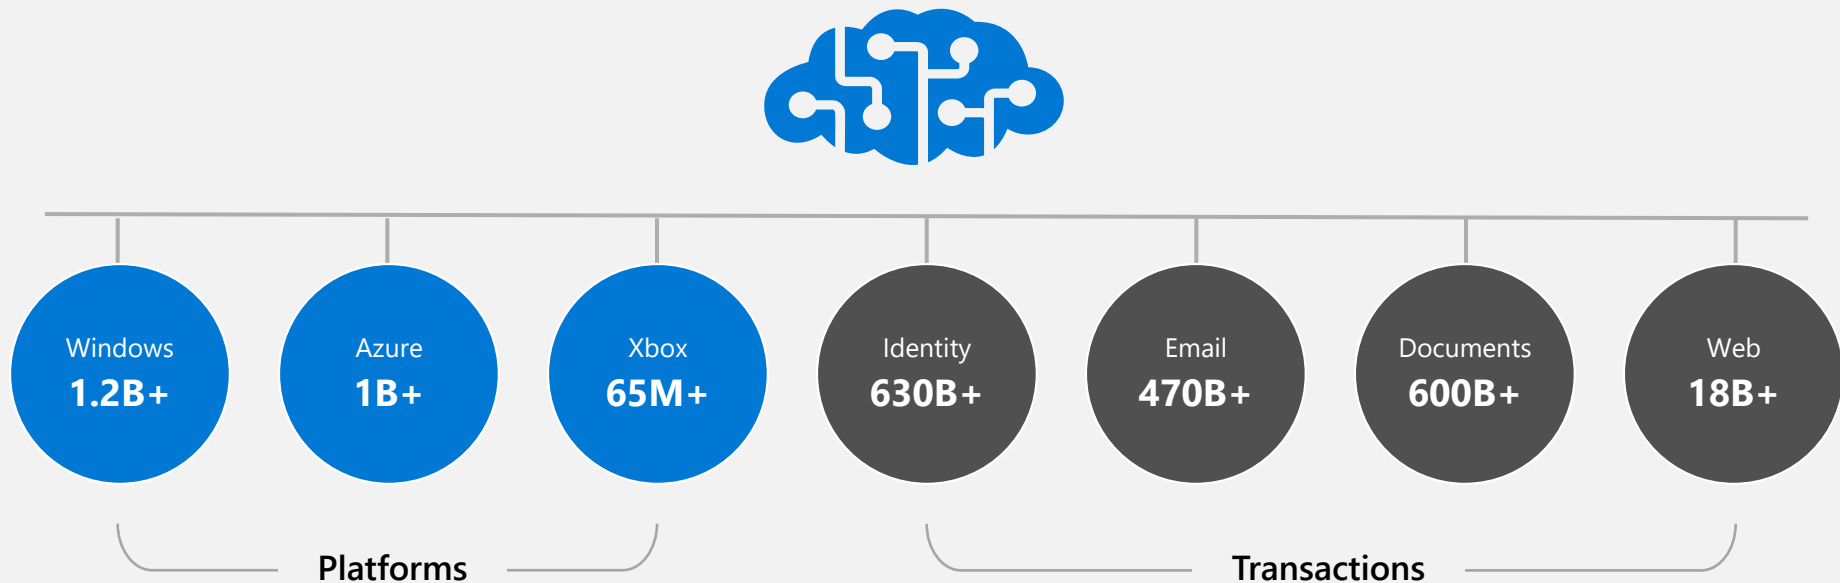 Windows
1.2B+
Azure
1B+
Xbox
65M+
Identity
630B+
Email
470B+
Documents
600B+
Web
18B+
Platforms
Transactions